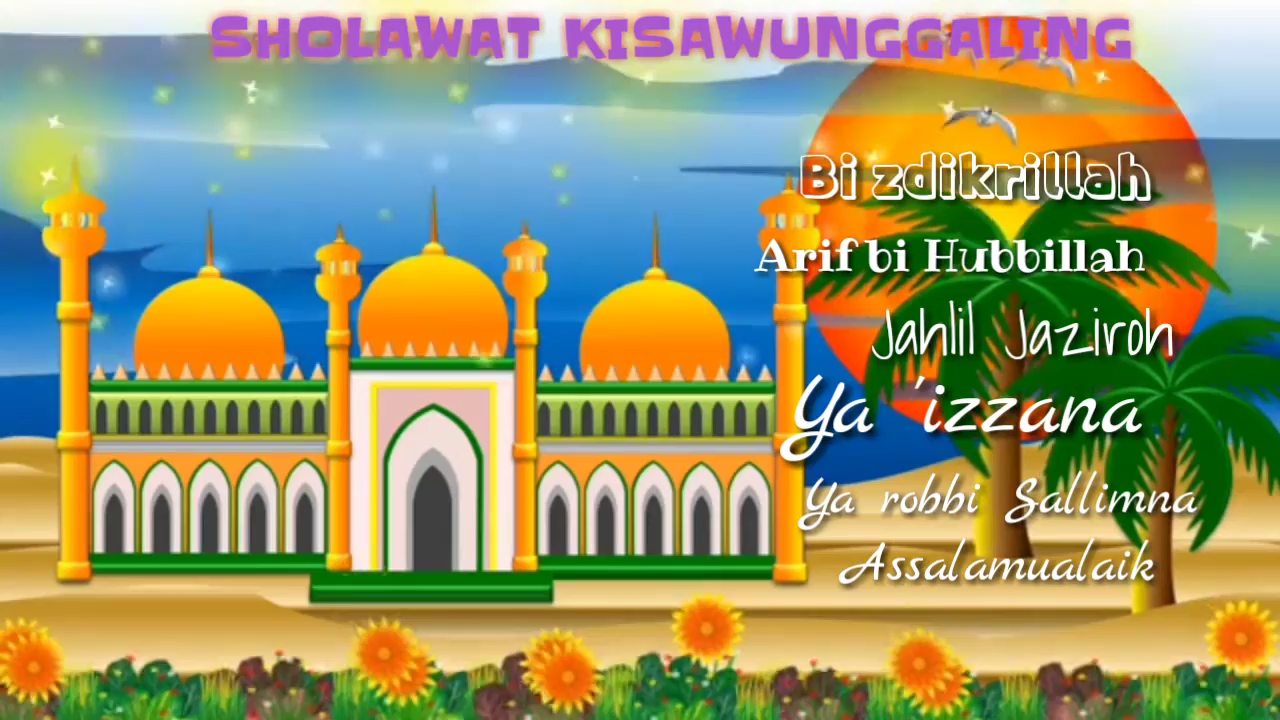 SHOLAWAT KISAWUNGGALING
Bi zdikrillah
Arif bi Hubbillah
Jahlil Jaziroh
Ya 'izzana
Ya robbi Sallimna
Assalamualaik